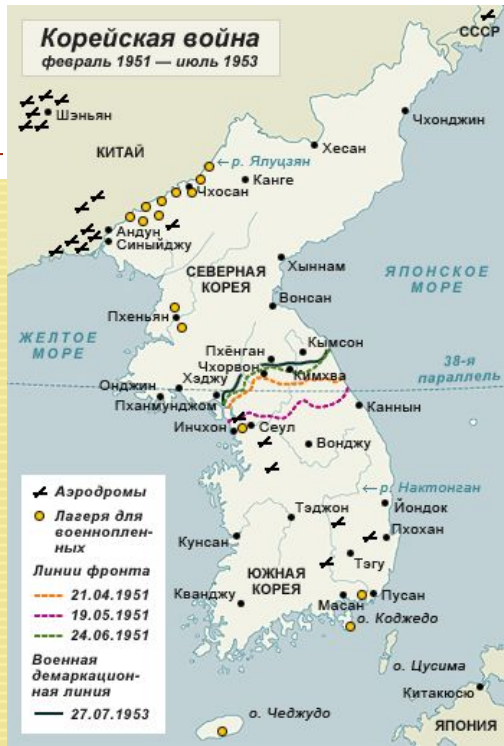 Корейская война
февраль 1951 — июль 1953
СССР
Шэньян
Чхонджин
КИТАЙ
Хесан
← р. Ялуцзян
Канге
Чхосан
Андун
Синыйджу
Хыннам
СЕВЕРНАЯ
КОРЕЯ
ЯПОНСКОЕ
МОРЕ
Вонсан
Пхеньян
ЖЕЛТОЕ
МОРЕ
Кымсон
Пхёнган
Чхорвон
Кимхва
38-я
параллель
Онджин
Хэджу
Пханмунджом
Каннын
Инчхон
Сеул
Вонджу
← р. Нактонган
Аэродромы
Лагеря для
военноплен-
ных
Линии фронта
21.04.1951
19.05.1951
24.06.1951
Военная
демаркацион-
ная линия
27.07.1953
Тэджон
Йондок
Пхохан
Кунсан
Тэгу
ЮЖНАЯ
КОРЕЯ
Кванджу
Масан
Пусан
о. Коджедо
о. Цусима
Китакюсю
о. Чеджудо
ЯПОНИЯ